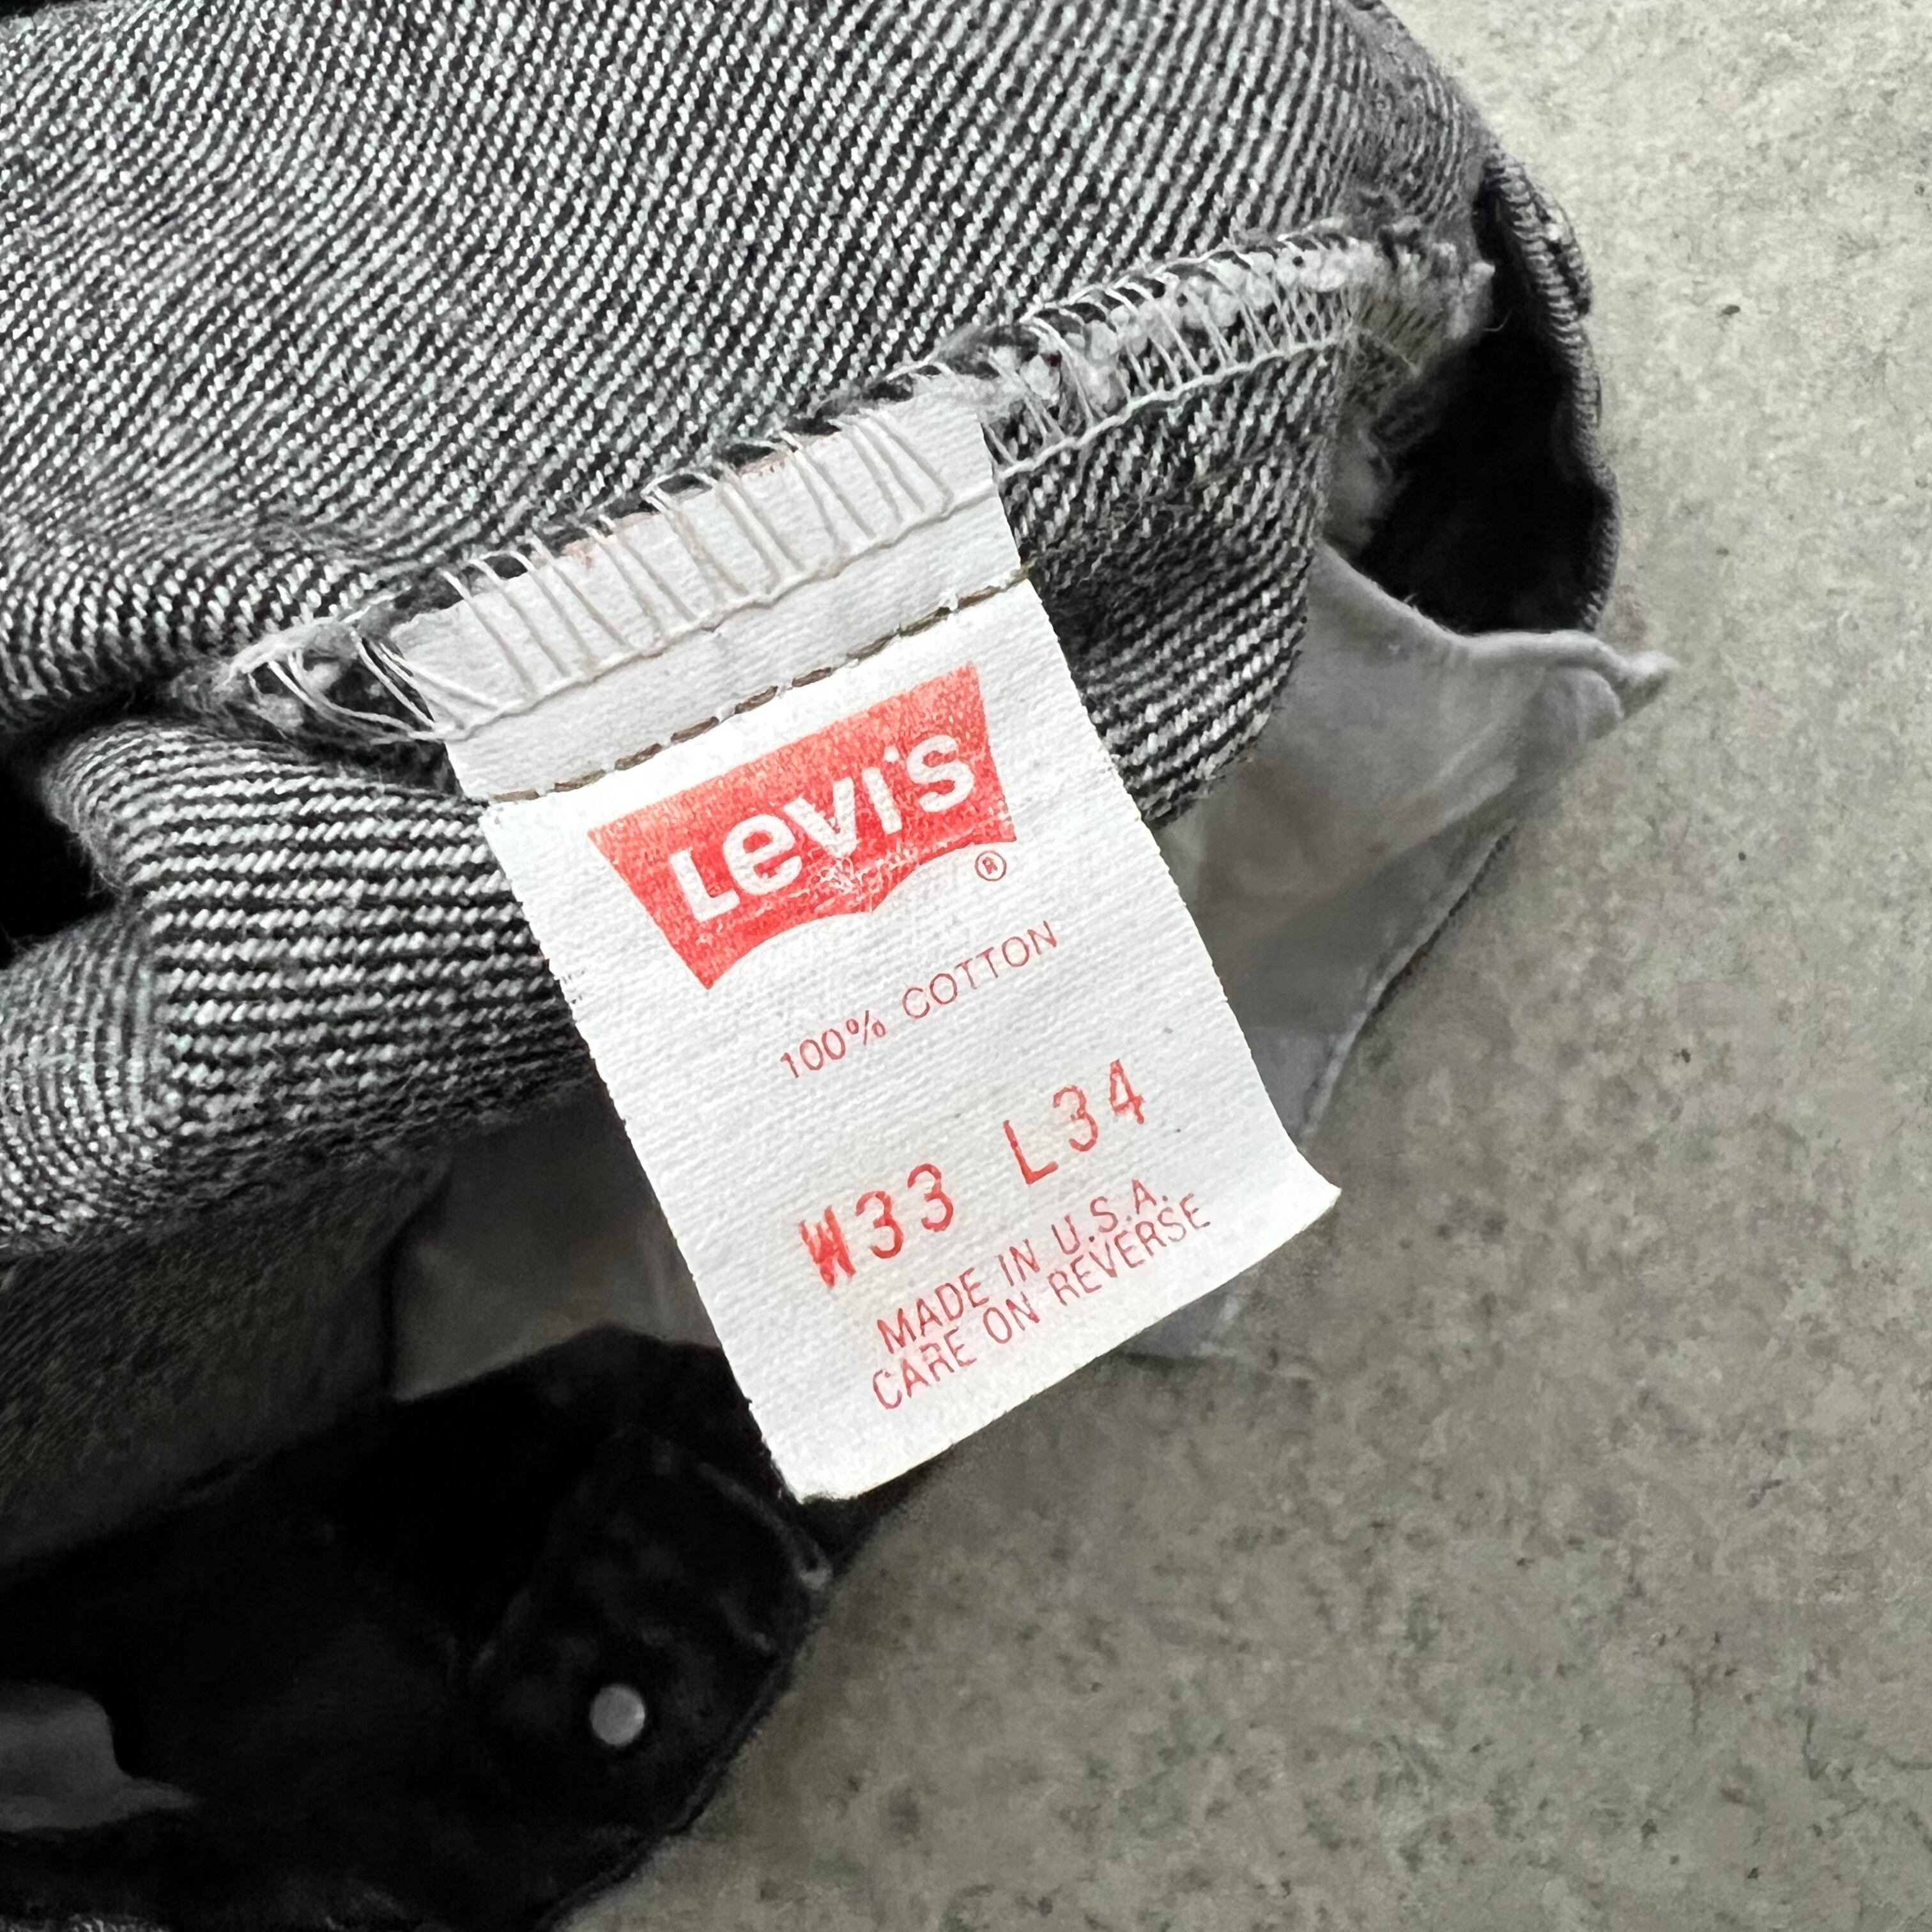 Levi's
®
100% COTTON
W33 L34
MADE IN U.S.A.
CARE ON REVERSE